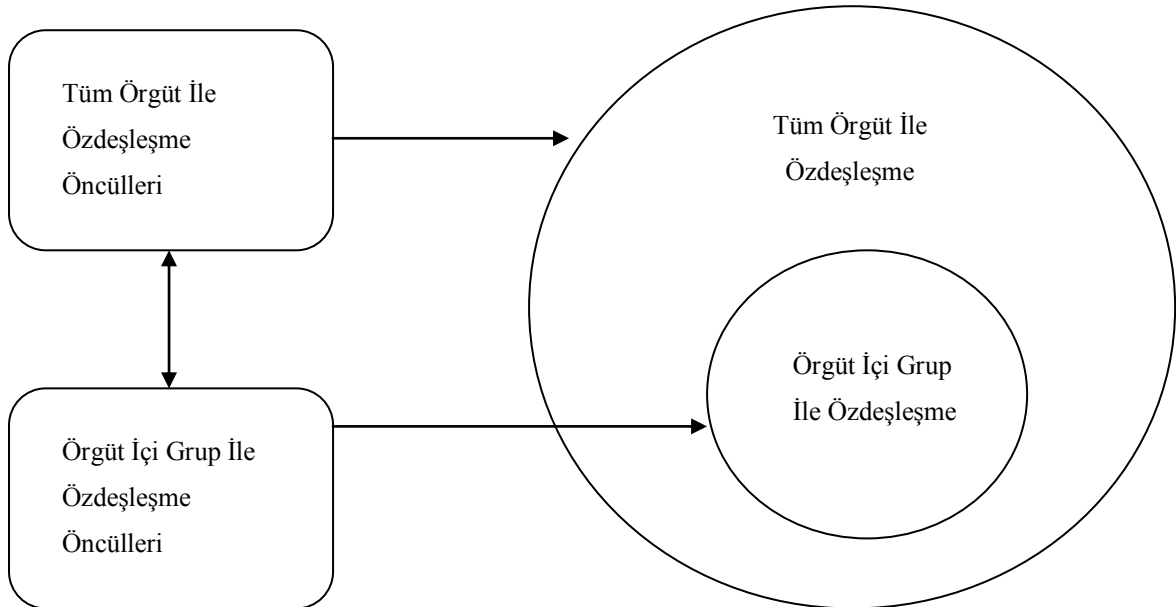 Tüm Örgüt İle
Özdeşleşme
Öncülleri
Tüm Örgüt İle
Özdeşleşme
Örgüt İçi Grup
İle Özdeşleşme
Örgüt İçi Grup İle
Özdeşleşme
Öncülleri